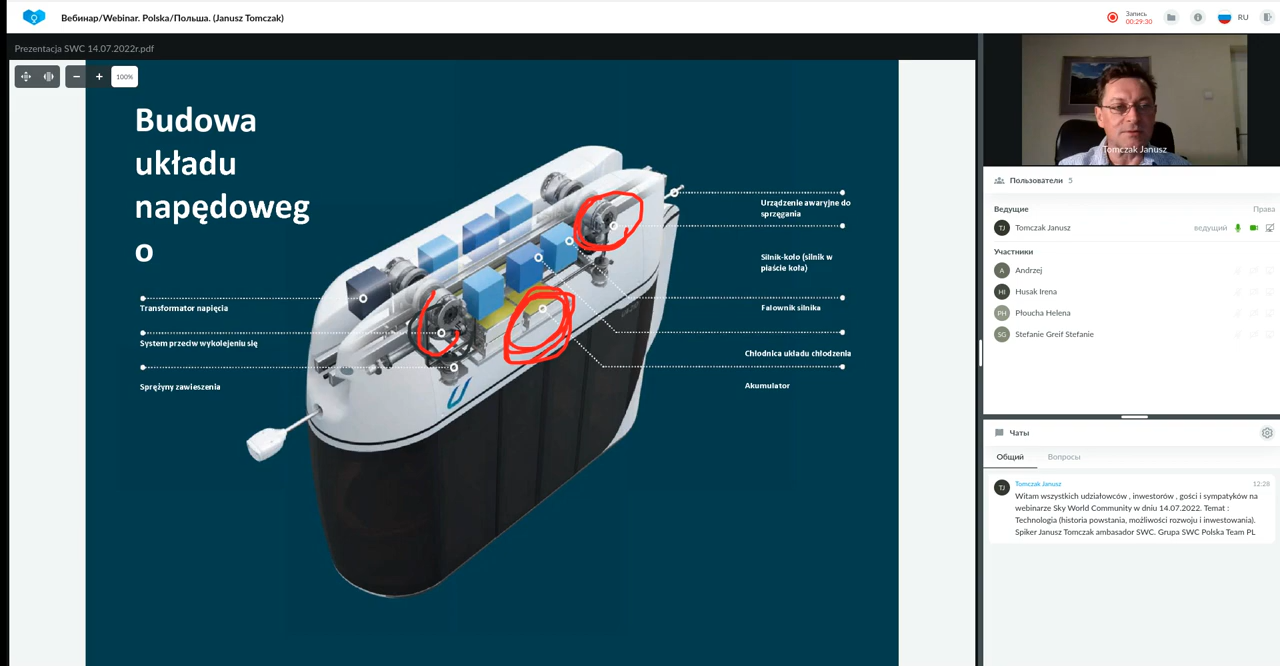 Вебинар/Webinar. Polska/Польша. (Janusz Tomczak)
Запись
00:29:30
RU
Prezentacja SWC 14.07.2022r.pdf
100%
Budowa
układu
napędoweg
o
Urządzenie awaryjne do
sprzęgania
Silnik-koło (silnik w
płaście koła)
Transformator napięcia
Falownik silnika
System przeciw wykolejeniu się
Chłodnica układu chłodzenia
Sprężyny zawieszenia
Akumulator
Tomczak Janusz
Пользователи 5
Ведущие
Права
TJ Tomczak Janusz ведущий
Участники
A Andrzej
HI Husak Irena
PH Płoucha Helena
SG Stefanie Greif Stefanie
Чаты
Общий Вопросы
TJ Tomczak Janusz 12:28
Witam wszystkich udziałowców , inwestorów , gości i sympatyków na
webinarze Sky World Community w dniu 14.07.2022. Temat :
Technologia (historia powstania, możliwości rozwoju i inwestowania).
Spiker Janusz Tomczak ambasador SWC. Grupa SWC Polska Team PL